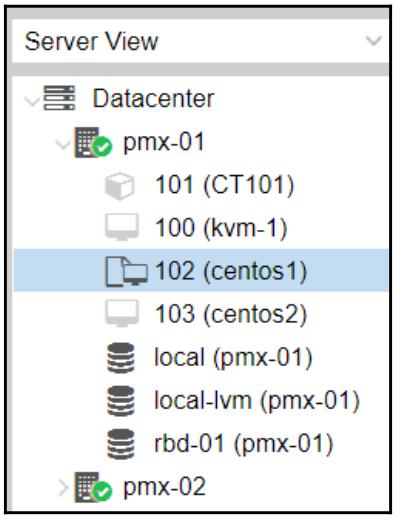 Server View
Datacenter
pmx-01
101 (CT101)
100 (kvm-1)
102 (centos1)
103 (centos2)
local (pmx-01)
local-lvm (pmx-01)
rbd-01 (pmx-01)
pmx-02